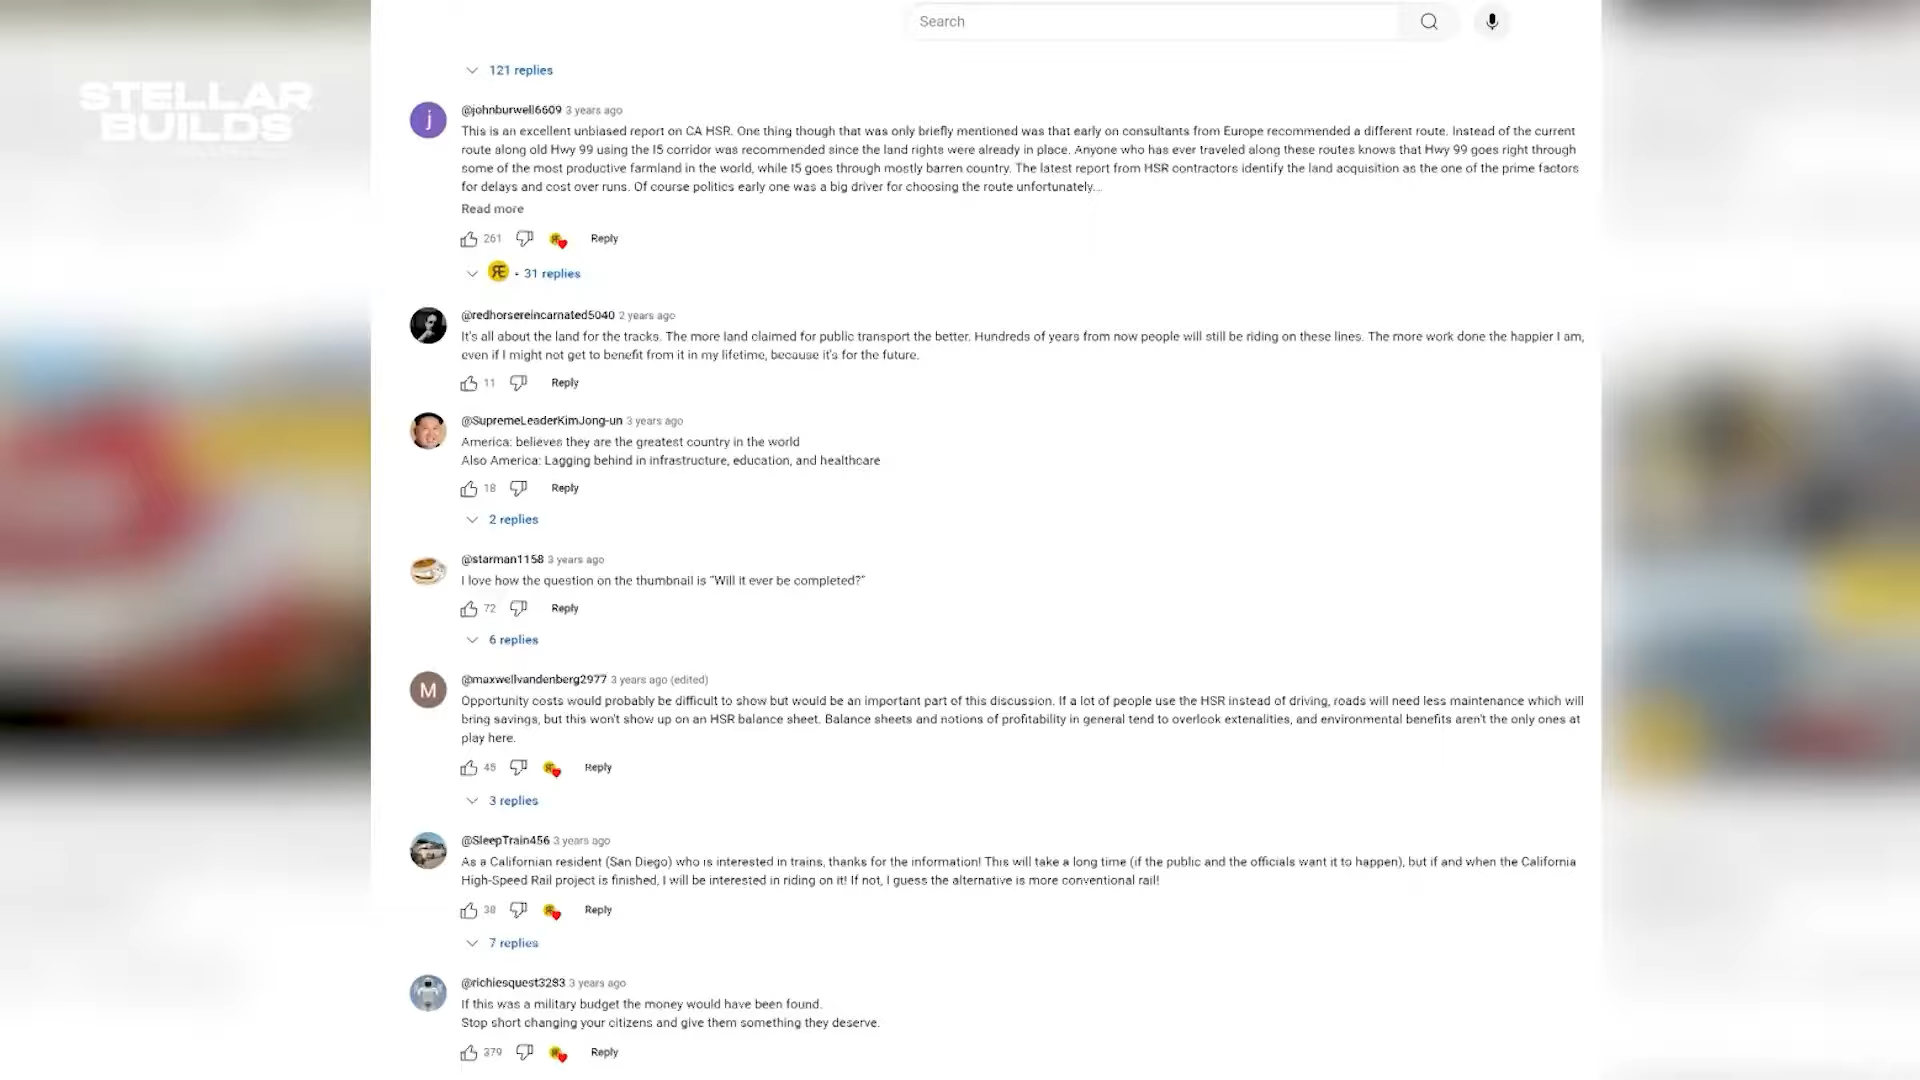 Search
STELLAR
BUILDS
121 replies
@johnburwell6609 3 years ago
This is an excellent unbiased report on CA HSR. One thing though that was only briefly mentioned was that early on consultants from Europe recommended a different route. Instead of the current
route along old Hwy 99 using the I5 corridor was recommended since the land rights were already in place. Anyone who has ever traveled along these routes knows that Hwy 99 goes right through
some of the most productive farmland in the world, while I5 goes through mostly barren country. The latest report from HSR contractors identify the land acquisition as the one of the prime factors
for delays and cost over runs. Of course politics early one was a big driver for choosing the route unfortunately...
Read more
261 Reply
RE · 31 replies
@redhorsereincarnated5040 2 years ago
It's all about the land for the tracks. The more land claimed for public transport the better. Hundreds of years from now people will still be riding on these lines. The more work done the happier I am,
even if I might not get to benefit from it in my lifetime, because it's for the future.
11 Reply
@SupremeLeaderKimJong-un 3 years ago
America: believes they are the greatest country in the world
Also America: Lagging behind in infrastructure, education, and healthcare
18 Reply
2 replies
@starman1158 3 years ago
I love how the question on the thumbnail is "Will it ever be completed?"
72 Reply
6 replies
M
@maxwellvandenberg2977 3 years ago (edited)
Opportunity costs would probably be difficult to show but would be an important part of this discussion. If a lot of people use the HSR instead of driving, roads will need less maintenance which will
bring savings, but this won't show up on an HSR balance sheet. Balance sheets and notions of profitability in general tend to overlook extenalities, and environmental benefits aren't the only ones at
play here.
45 Reply
3 replies
@SleepTrain456 3 years ago
As a Californian resident (San Diego) who is interested in trains, thanks for the information! This will take a long time (if the public and the officials want it to happen), but if and when the California
High-Speed Rail project is finished, I will be interested in riding on it! If not, I guess the alternative is more conventional rail!
38 Reply
7 replies
@richiesquest3283 3 years ago
If this was a military budget the money would have been found.
Stop short changing your citizens and give them something they deserve.
379 Reply